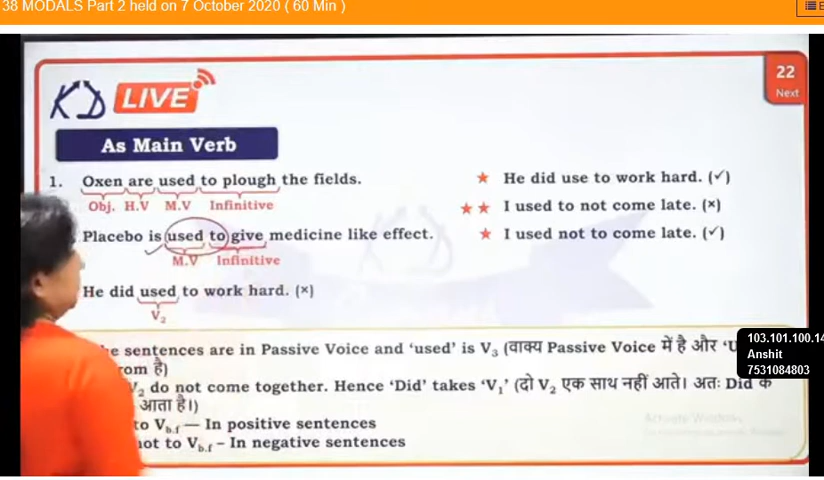 38 MODALS Part 2 held on 7 October 2020 ( 60 Min )
KD LIVE
22
Next
As Main Verb
1. Oxen are used to plough the fields.
Obj. H.V M.V Infinitive
Placebo is used to give medicine like effect.
M.V Infinitive
He did used to work hard. (×)
V₂
★ He did use to work hard. (✓)
★★ I used to not come late. (×)
★ I used not to come late. (✓)
e sentences are in Passive Voice and ‘used’ is V₃ (वाक्य Passive Voice में है और ‘U
rom है)
V₂ do not come together. Hence ‘Did’ takes ‘V₁’ (दो V₂ एक साथ नहीं आते। अतः Did के
आता है।)
to V b.f — In positive sentences
not to V b.f – In negative sentences
103.101.100.14
Anshit
7531084803
Activate Windows